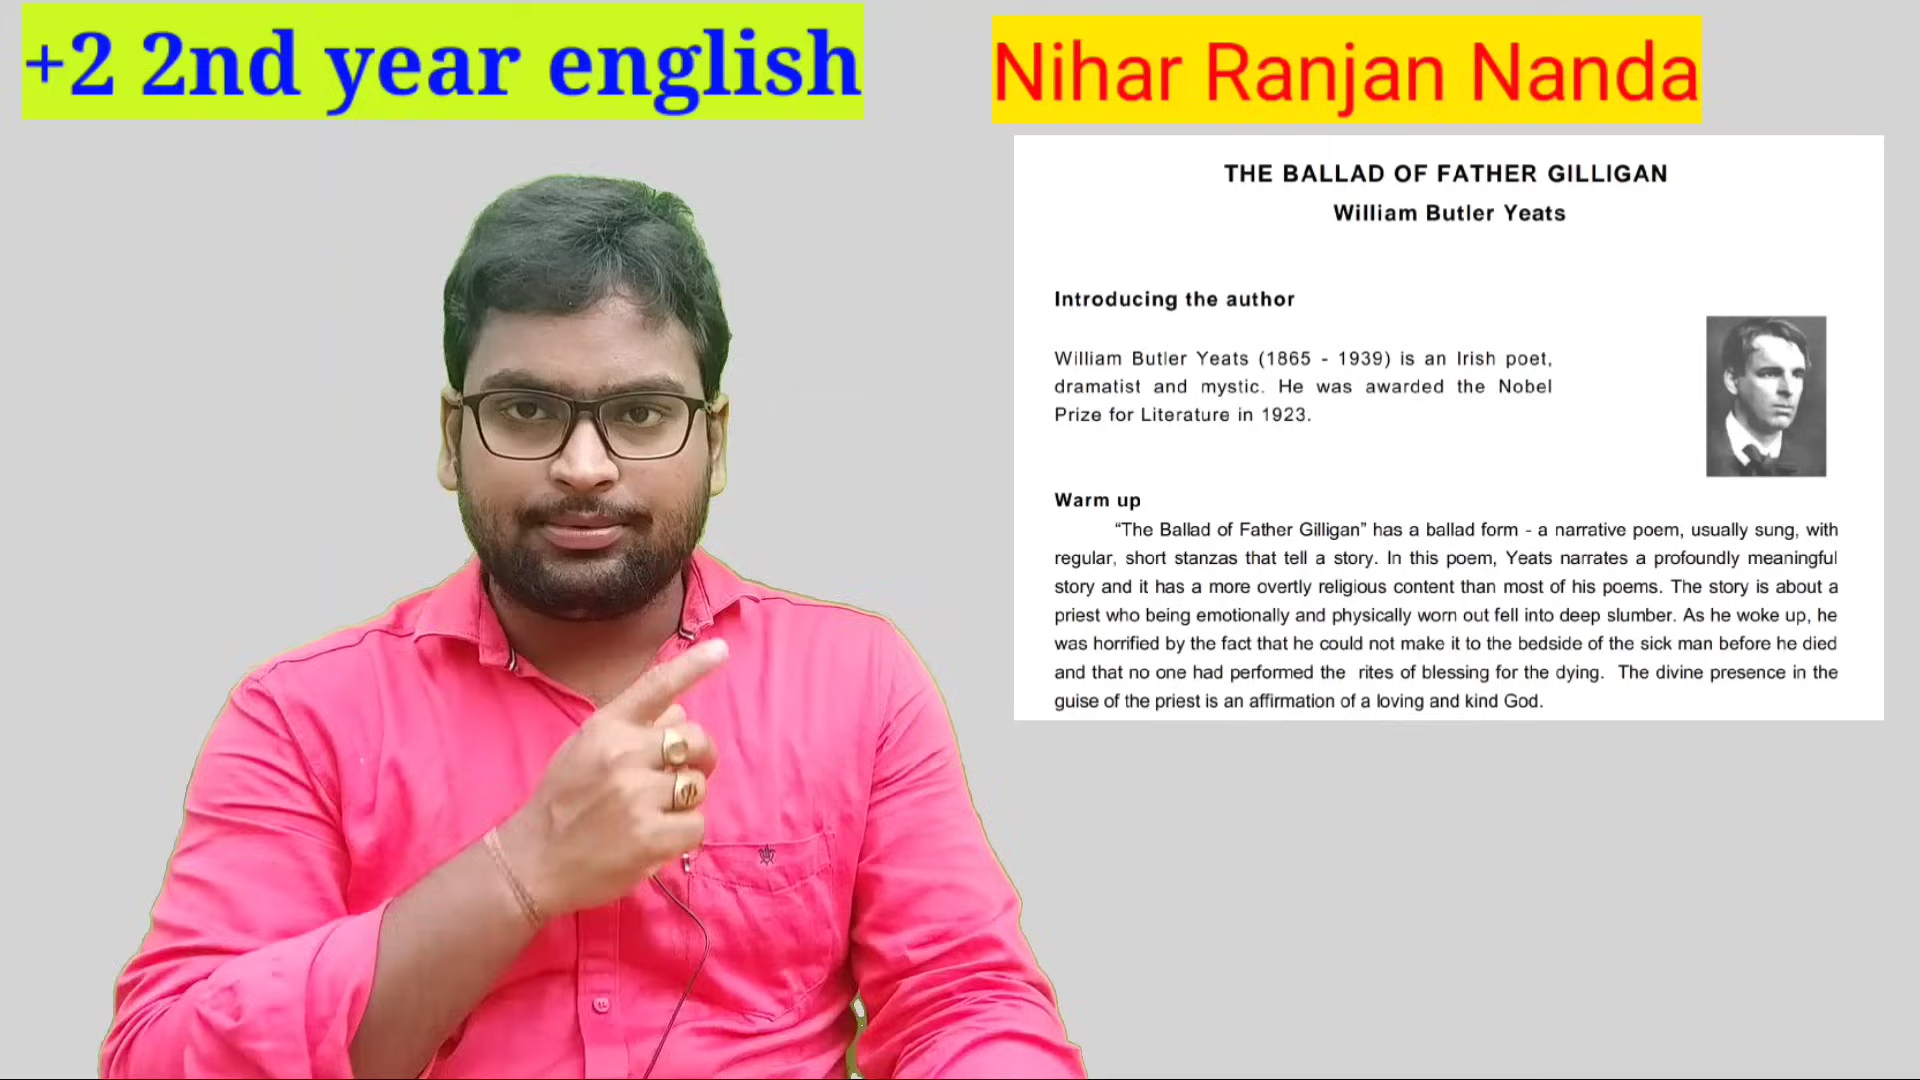 +2 2nd year english
Nihar Ranjan Nanda
THE BALLAD OF FATHER GILLIGAN
William Butler Yeats
Introducing the author
William Butler Yeats (1865 - 1939) is an Irish poet,
dramatist and mystic. He was awarded the Nobel
Prize for Literature in 1923.
Warm up
“The Ballad of Father Gilligan” has a ballad form - a narrative poem, usually sung, with
regular, short stanzas that tell a story. In this poem, Yeats narrates a profoundly meaningful
story and it has a more overtly religious content than most of his poems. The story is about a
priest who being emotionally and physically worn out fell into deep slumber. As he woke up, he
was horrified by the fact that he could not make it to the bedside of the sick man before he died
and that no one had performed the rites of blessing for the dying. The divine presence in the
guise of the priest is an affirmation of a loving and kind God.